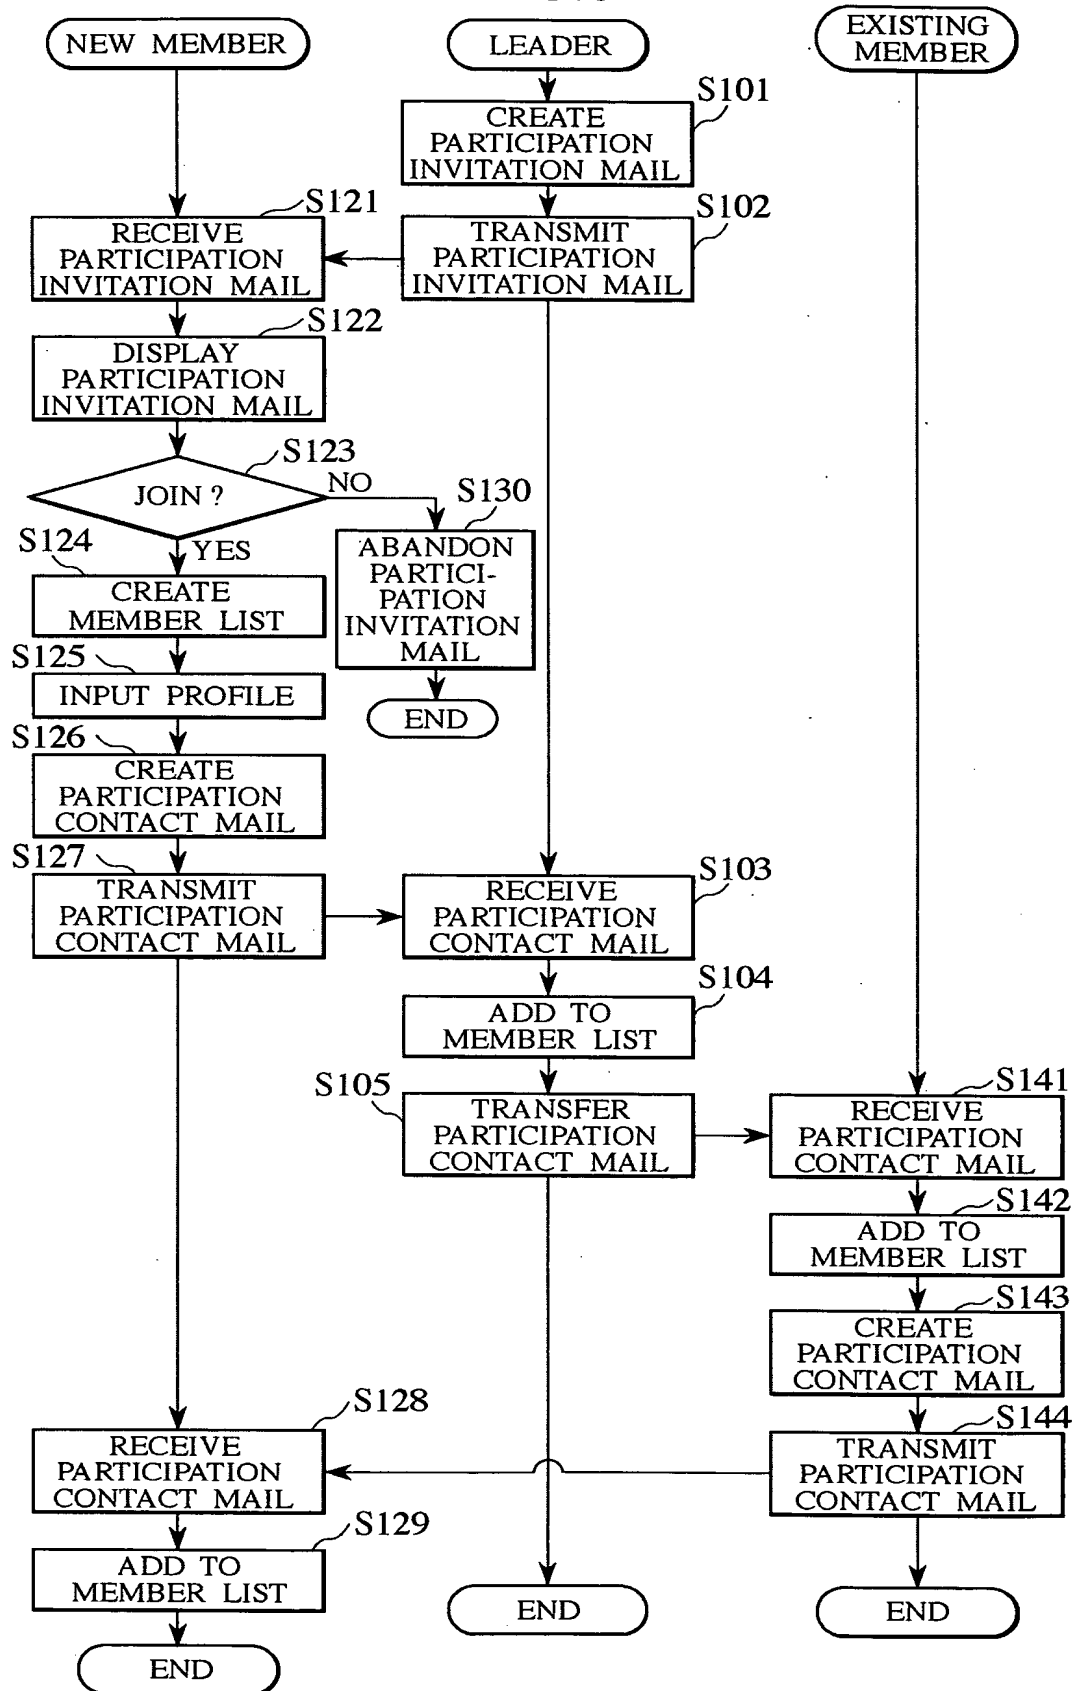 NEW MEMBER
LEADER
EXISTING
MEMBER
S101
CREATE
PARTICIPATION
INVITATION MAIL
S121
RECEIVE
PARTICIPATION
INVITATION MAIL
S102
TRANSMIT
PARTICIPATION
INVITATION MAIL
S122
DISPLAY
PARTICIPATION
INVITATION MAIL
S123
JOIN ?
NO
YES
S130
ABANDON
PARTICI-
PATION
INVITATION
MAIL
END
S124
CREATE
MEMBER LIST
S125
INPUT PROFILE
S126
CREATE
PARTICIPATION
CONTACT MAIL
S127
TRANSMIT
PARTICIPATION
CONTACT MAIL
S103
RECEIVE
PARTICIPATION
CONTACT MAIL
S104
ADD TO
MEMBER LIST
S105
TRANSFER
PARTICIPATION
CONTACT MAIL
S141
RECEIVE
PARTICIPATION
CONTACT MAIL
S142
ADD TO
MEMBER LIST
S143
CREATE
PARTICIPATION
CONTACT MAIL
S144
TRANSMIT
PARTICIPATION
CONTACT MAIL
S128
RECEIVE
PARTICIPATION
CONTACT MAIL
S129
ADD TO
MEMBER LIST
END
END
END